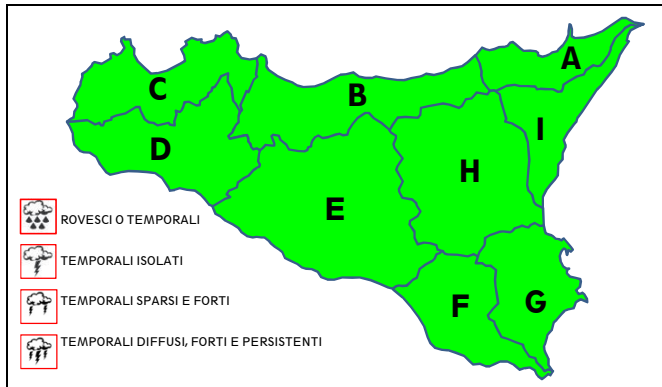 A
C
B
I
D
H
E
F
G
ROVESCI O TEMPORALI
TEMPORALI ISOLATI
TEMPORALI SPARSI E FORTI
TEMPORALI DIFFUSI, FORTI E PERSISTENTI